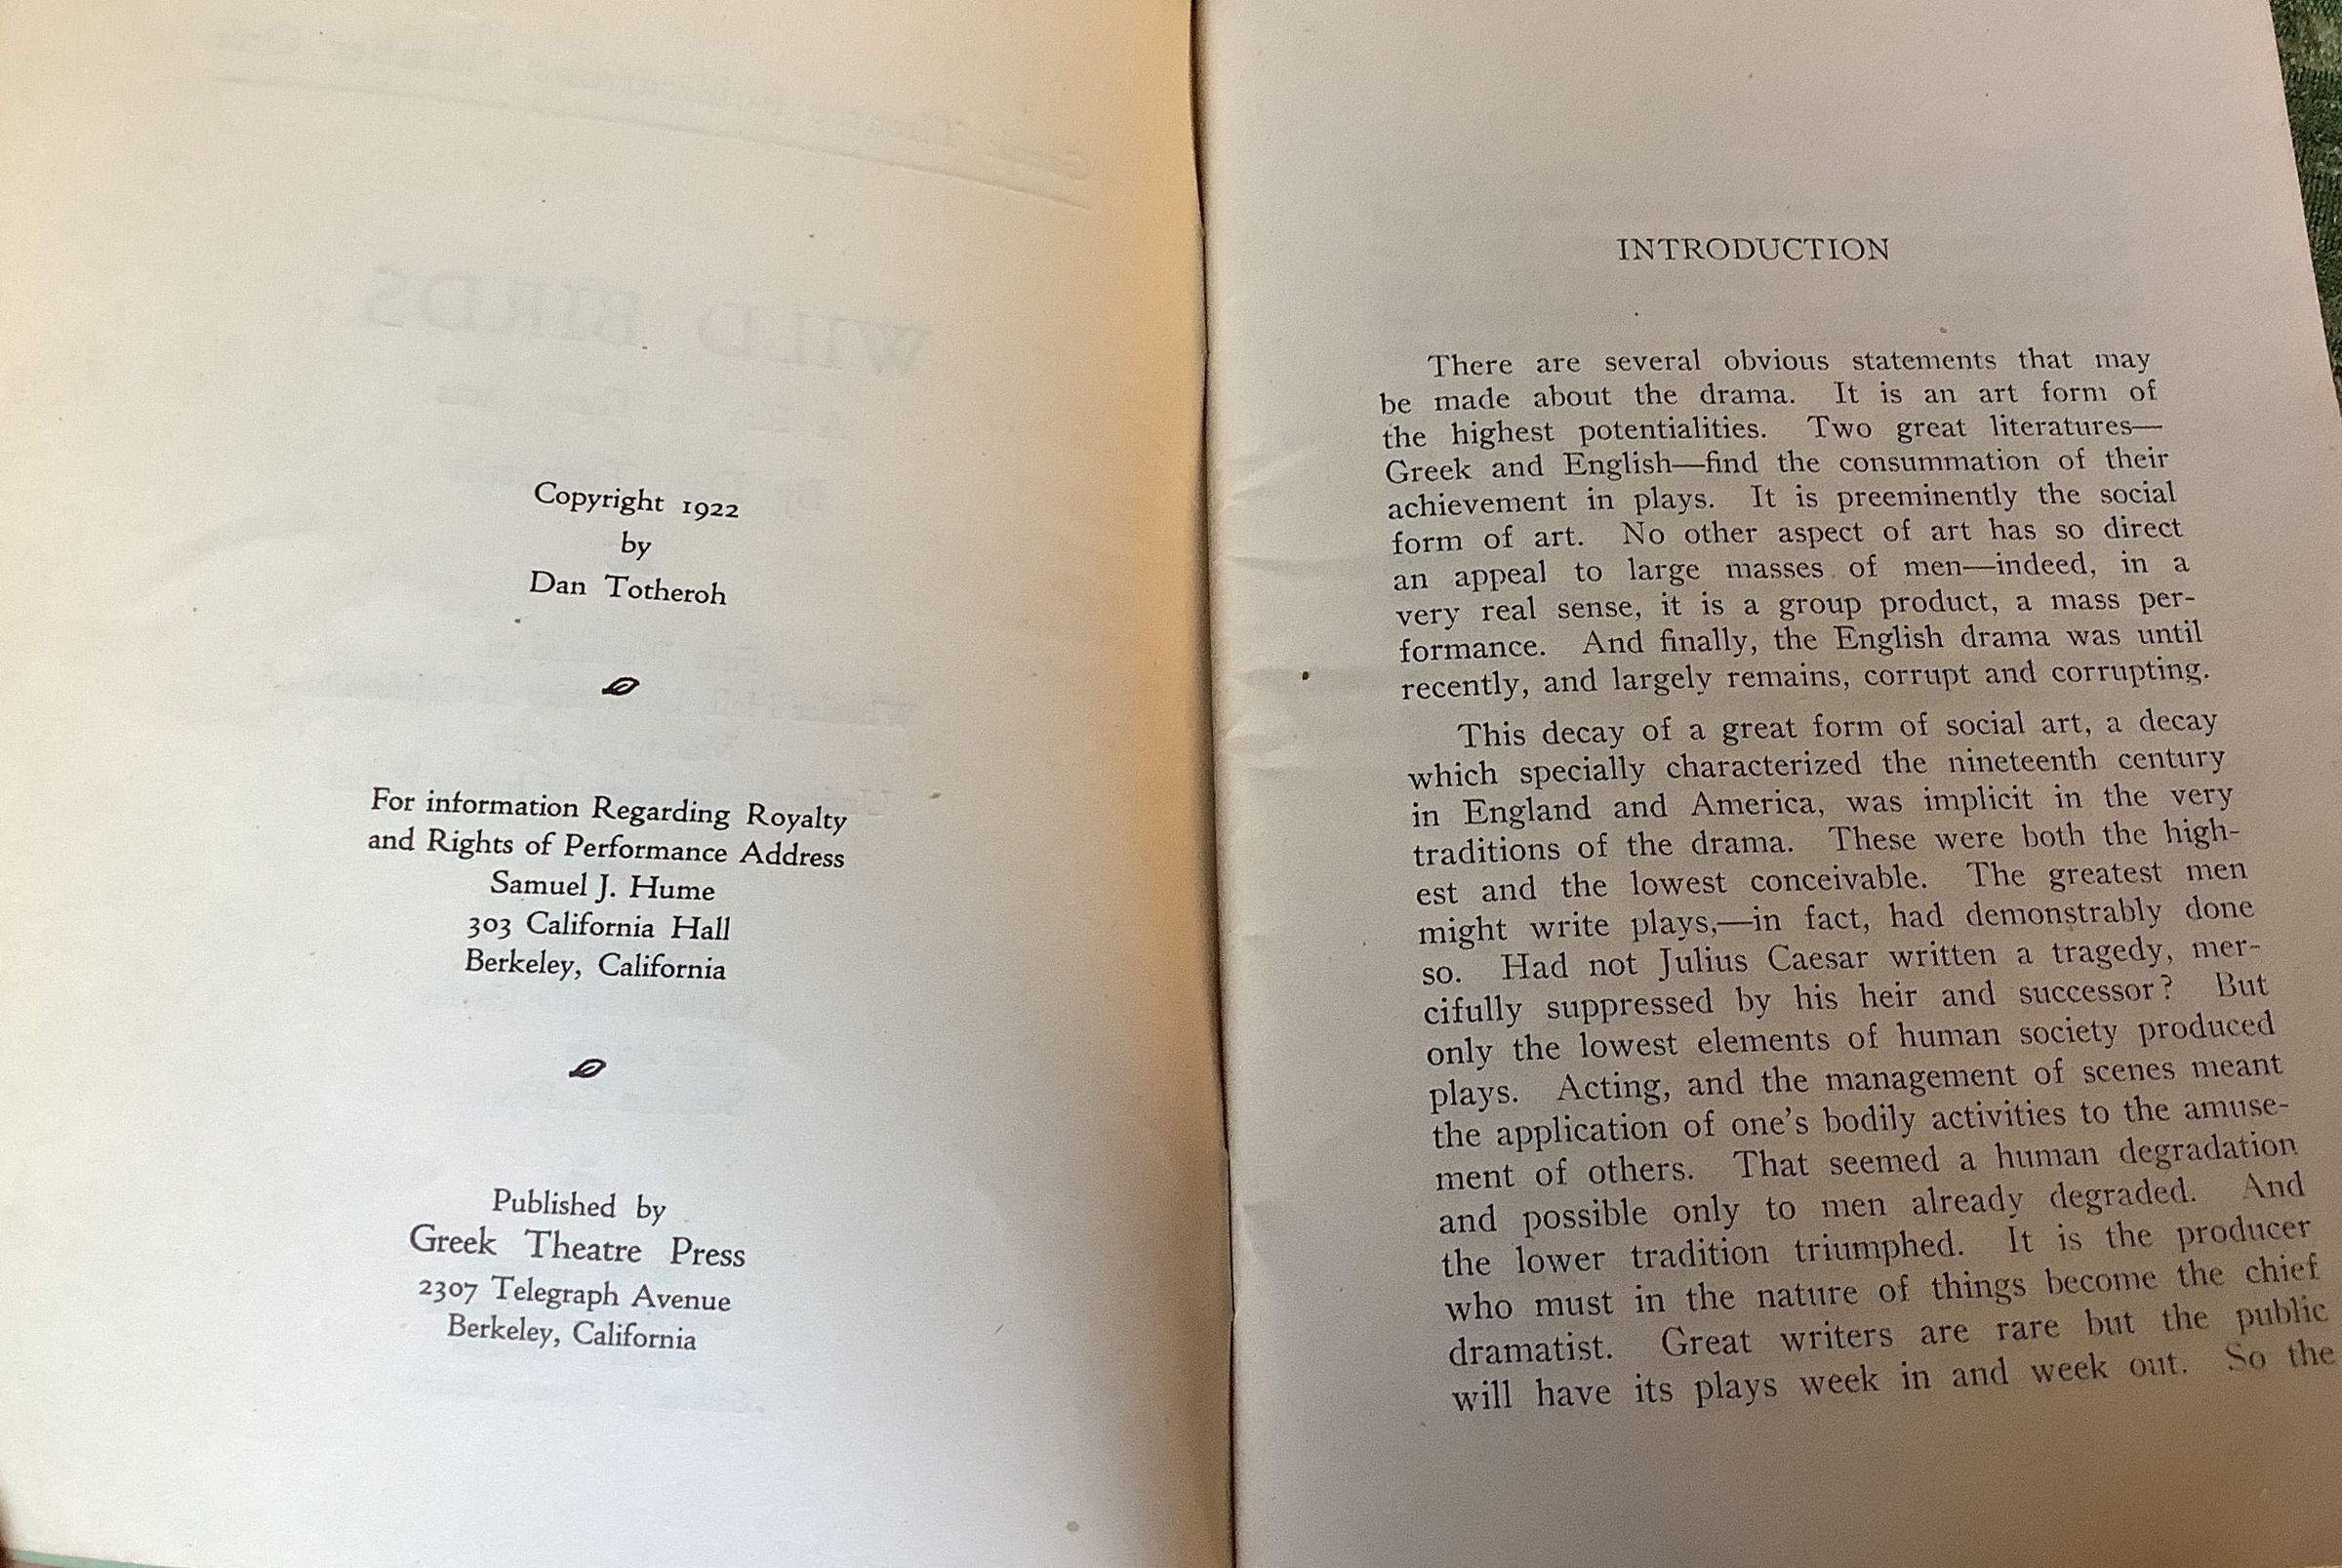 WILD BIRDS
Copyright 1922
by
Dan Totheroh
For information Regarding Royalty
and Rights of Performance Address
Samuel J. Hume
303 California Hall
Berkeley, California
Published by
Greek Theatre Press
2307 Telegraph Avenue
Berkeley, California
INTRODUCTION
There are several obvious statements that may
be made about the drama. It is an art form of
the highest potentialities. Two great literatures—
Greek and English—find the consummation of their
achievement in plays. It is preeminently the social
form of art. No other aspect of art has so direct
an appeal to large masses of men—indeed, in a
very real sense, it is a group product, a mass per-
formance. And finally, the English drama was until
recently, and largely remains, corrupt and corrupting.
This decay of a great form of social art, a decay
which specially characterized the nineteenth century
in England and America, was implicit in the very
traditions of the drama. These were both the high-
est and the lowest conceivable. The greatest men
might write plays,—in fact, had demonstrably done
so. Had not Julius Caesar written a tragedy, mer-
cifully suppressed by his heir and successor? But
only the lowest elements of human society produced
plays. Acting, and the management of scenes meant
the application of one's bodily activities to the amuse-
ment of others. That seemed a human degradation
and possible only to men already degraded. And
the lower tradition triumphed. It is the producer
who must in the nature of things become the chief
dramatist. Great writers are rare but the public
will have its plays week in and week out. So the